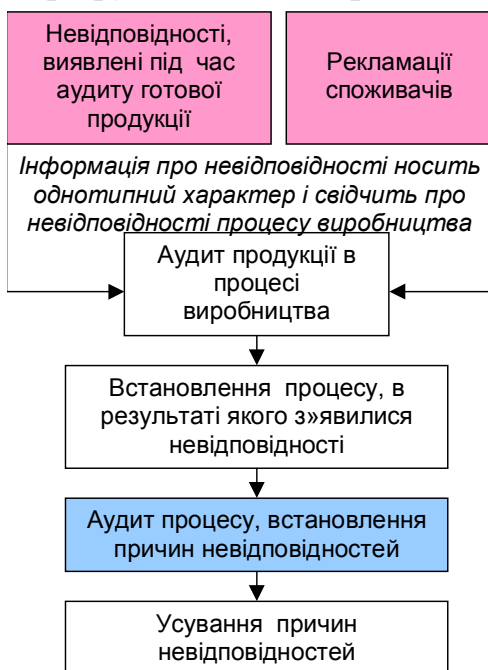 Невідповідності,
виявлені під час
аудиту готової
продукції
Рекламації
споживачів
Інформація про невідповідності носить
однотипний характер і свідчить про
невідповідності процесу виробництва
Аудит продукції в
процесі
виробництва
Встановлення процесу, в
результаті якого з»явилися
невідповідності
Аудит процесу, встановлення
причин невідповідностей
Усування причин
невідповідностей